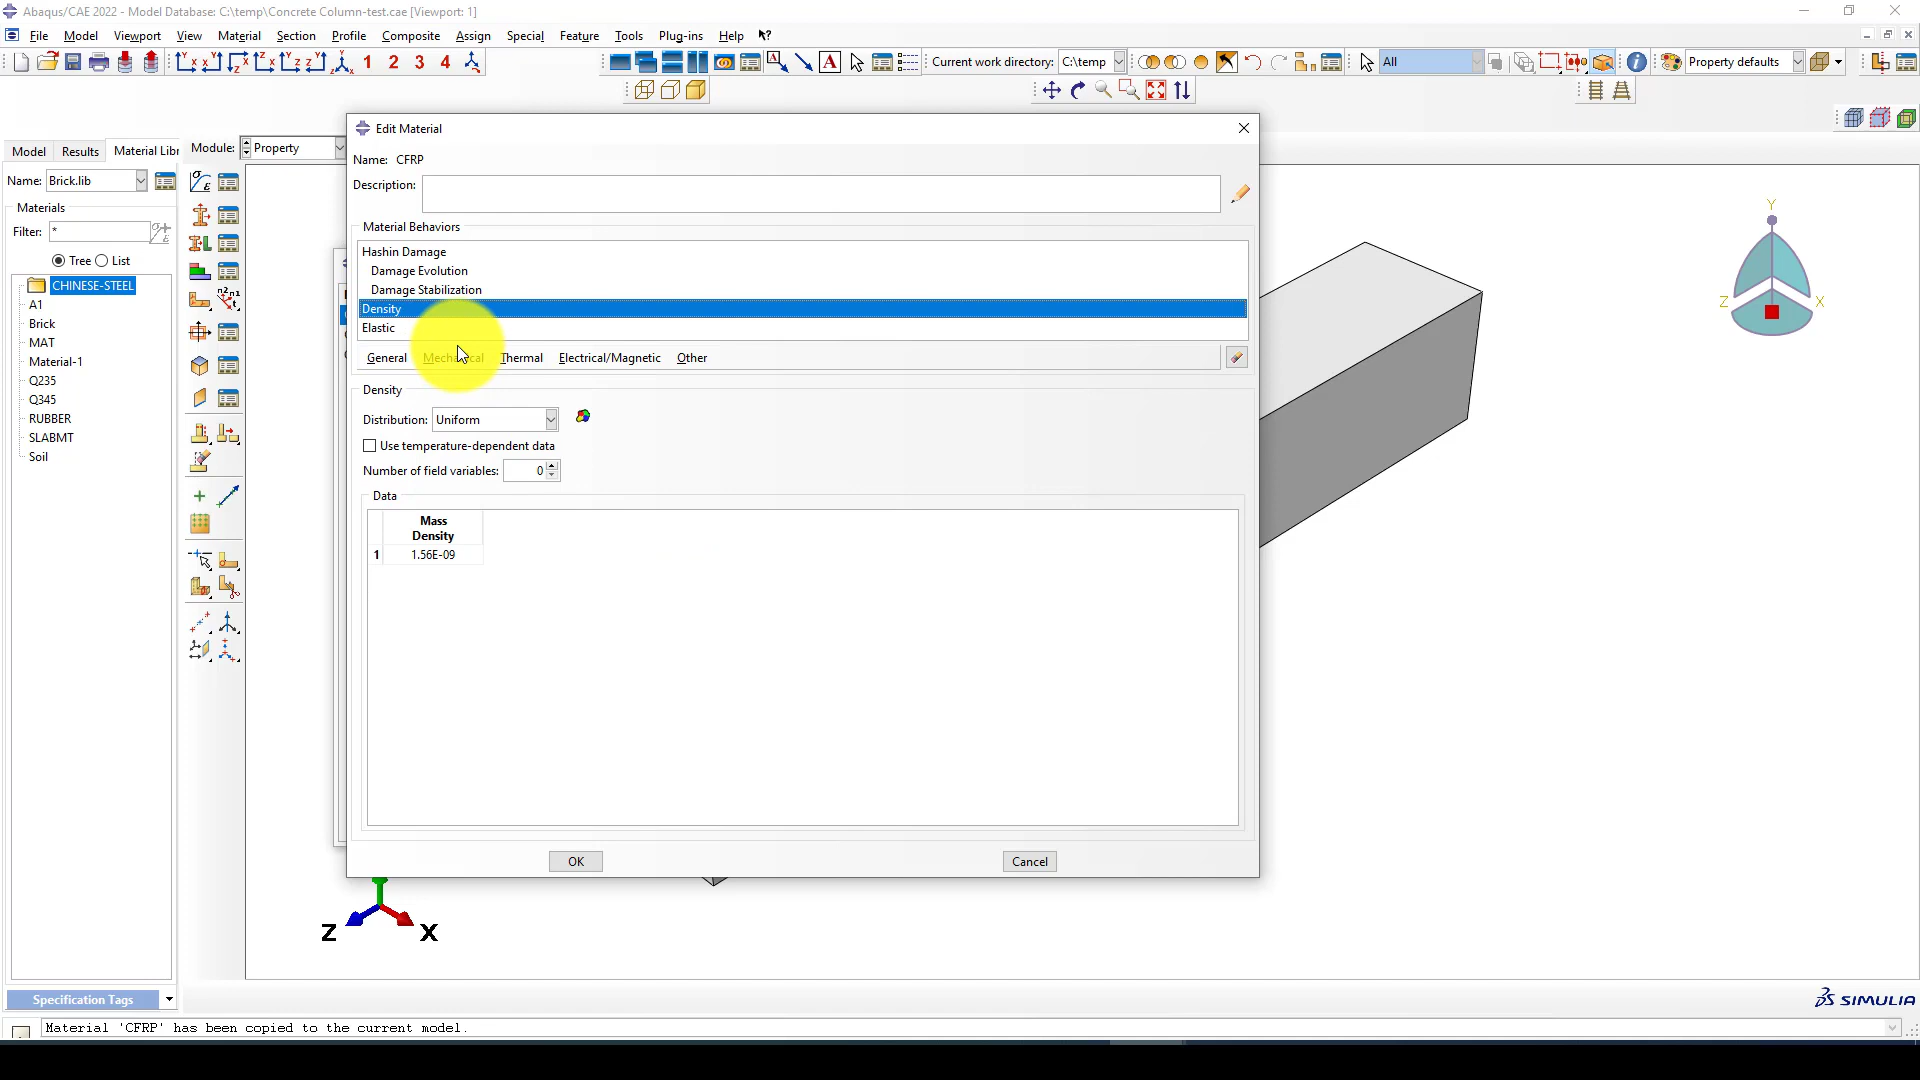 Abaqus/CAE 2022 - Model Database: C:\temp\Concrete Column-test.cae [Viewport: 1]
File Model Viewport View Material Section Profile Composite Assign Special Feature Tools Plug-ins Help
1 2 3 4
Current work directory: C:\temp
All
Property defaults
Model Results Material Libr
Module: Property
Name: Brick.lib
Materials
Filter: *
Tree List
CHINESE-STEEL
A1
Brick
MAT
Material-1
Q235
Q345
RUBBER
SLABMT
Soil
Specification Tags
Edit Material
Name: CFRP
Description:
Material Behaviors
Hashin Damage
Damage Evolution
Damage Stabilization
Density
Elastic
General Mechanical Thermal Electrical/Magnetic Other
Density
Distribution: Uniform
Use temperature-dependent data
Number of field variables: 0
Data
Mass
Density
1 1.56E-09
OK Cancel
Y
Z X
Z X
SIMULIA
Material 'CFRP' has been copied to the current model.